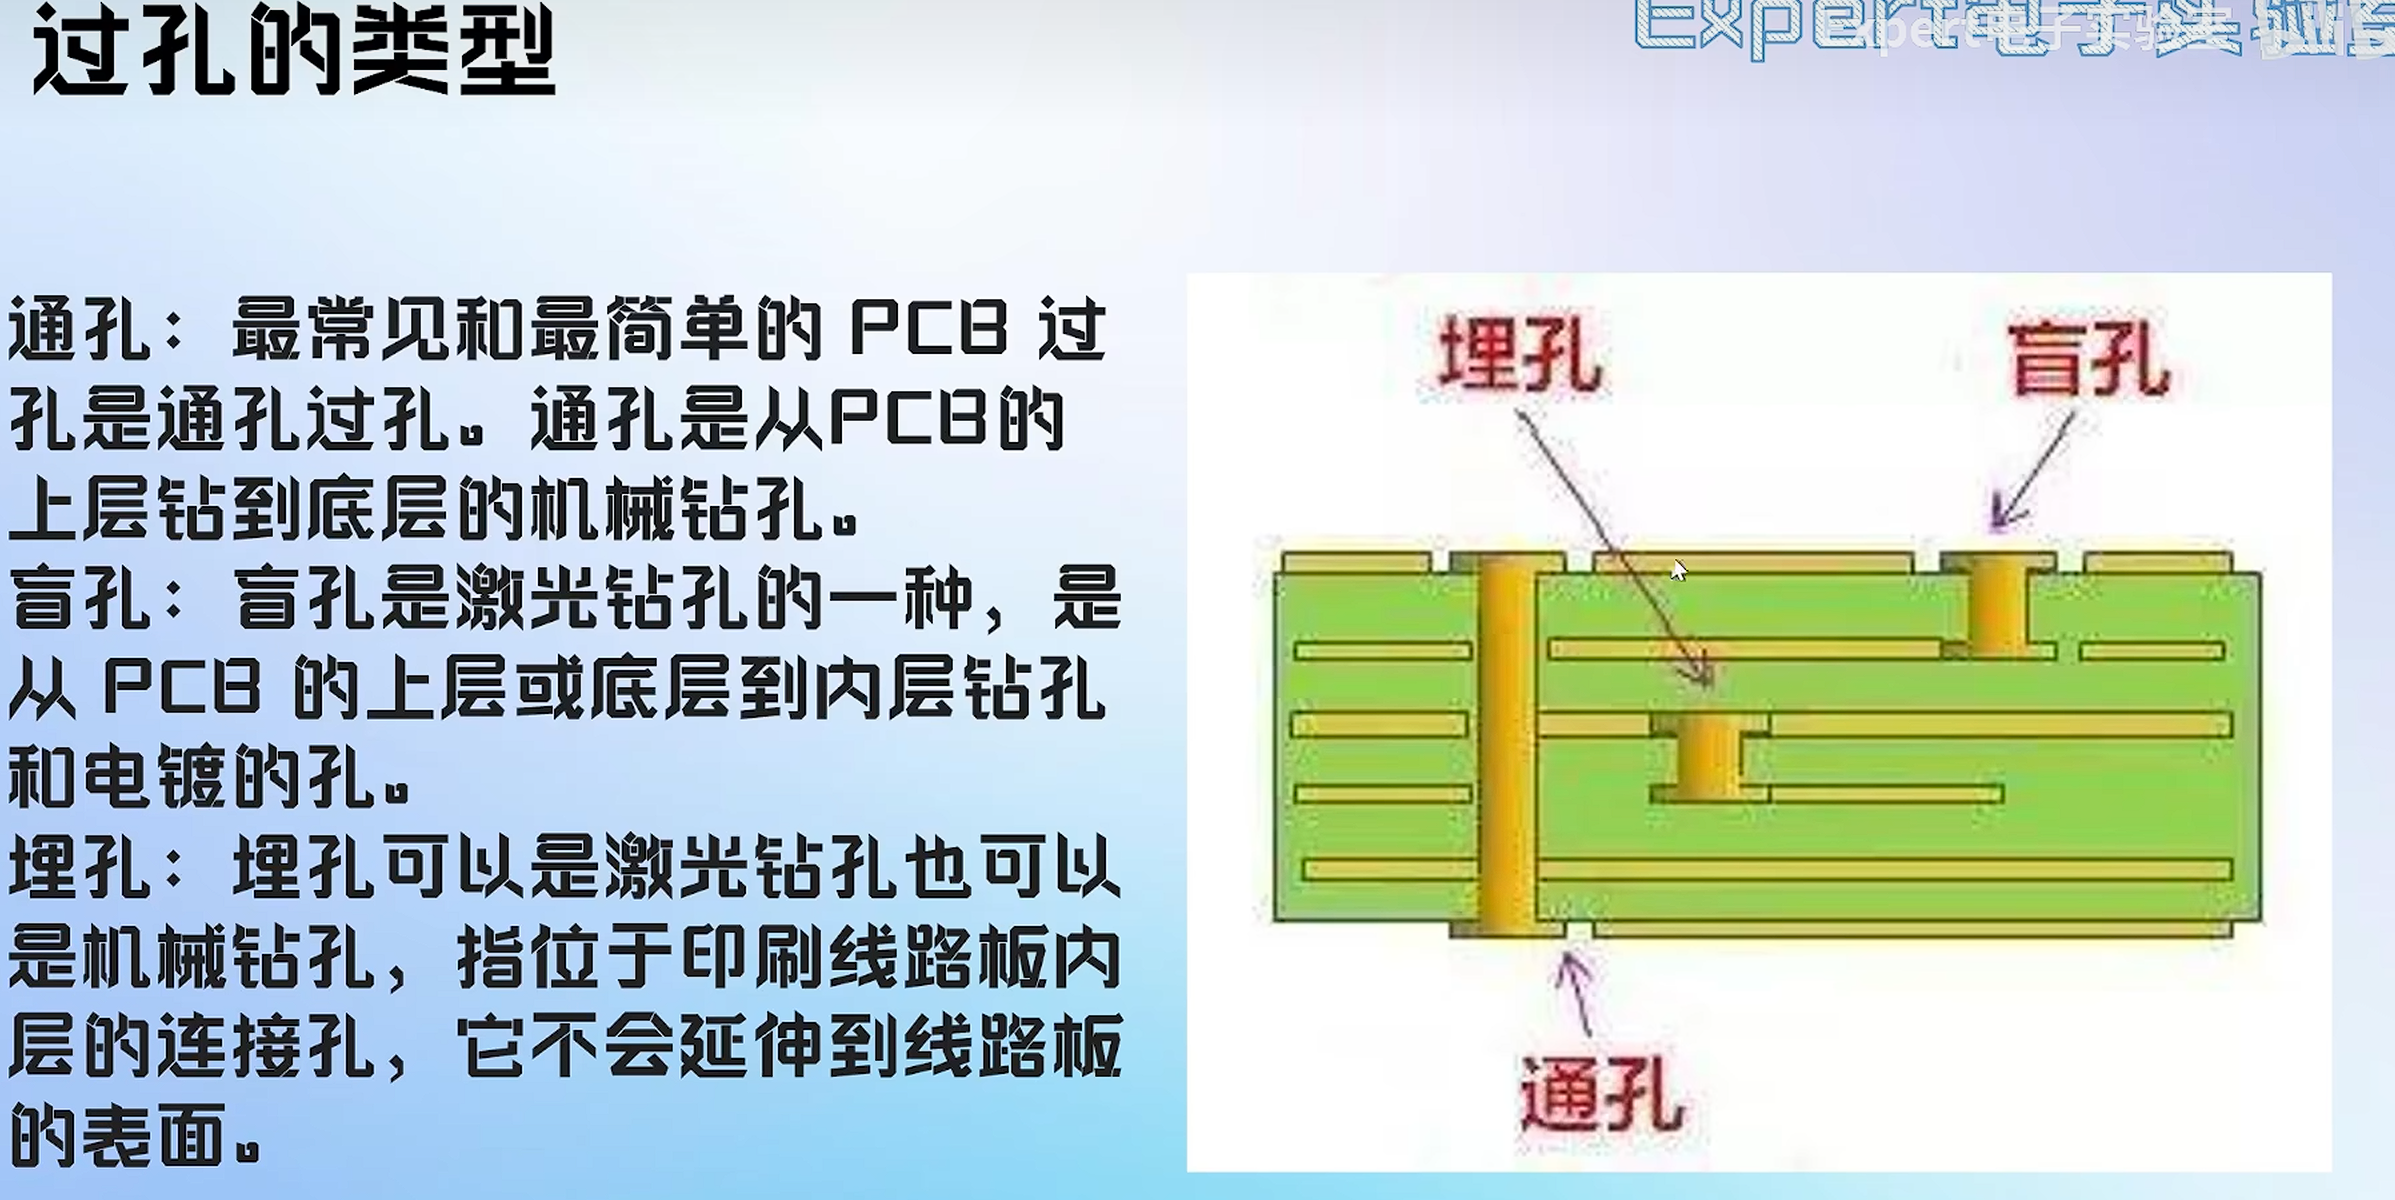 过孔的类型
Expert电子实验
通孔：最常见和最简单的 PCB 过
孔是通孔过孔。通孔是从PCB的
上层钻到底层的机械钻孔。
盲孔：盲孔是激光钻孔的一种，是
从 PCB 的上层或底层到内层钻孔
和电镀的孔。
埋孔：埋孔可以是激光钻孔也可以
是机械钻孔，指位于印刷线路板内
层的连接孔，它不会延伸到线路板
的表面。
埋孔
盲孔
通孔